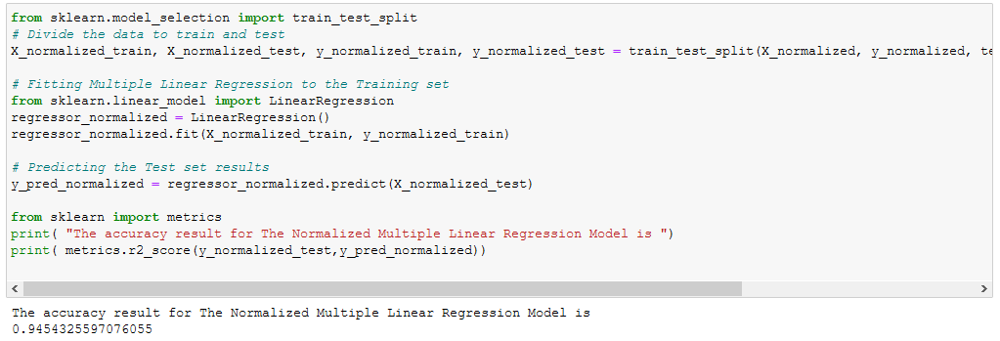 from sklearn.model_selection import train_test_split
# Divide the data to train and test
X_normalized_train, X_normalized_test, y_normalized_train, y_normalized_test = train_test_split(X_normalized, y_normalized, te
# Fitting Multiple Linear Regression to the Training set
from sklearn.linear_model import LinearRegression
regressor_normalized = LinearRegression()
regressor_normalized.fit(X_normalized_train, y_normalized_train)
# Predicting the Test set results
y_pred_normalized = regressor_normalized.predict(X_normalized_test)
from sklearn import metrics
print( "The accuracy result for The Normalized Multiple Linear Regression Model is ")
print( metrics.r2_score(y_normalized_test,y_pred_normalized))
The accuracy result for The Normalized Multiple Linear Regression Model is
0.9454325597076055